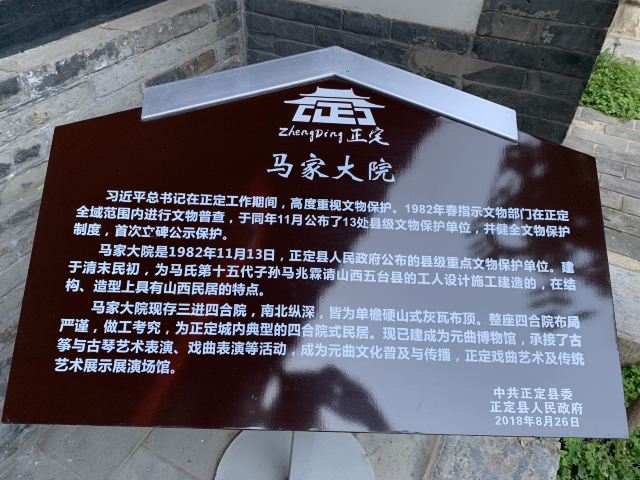 ZhengDing 正定
马家大院
习近平总书记在正定工作期间，高度重视文物保护。1982年春指示文物部门在正定
全域范围内进行文物普查，于同年11月公布了13处县级文物保护单位，并健全文物保护
制度，首次立碑公示保护。
马家大院是1982年11月13日，正定县人民政府公布的县级重点文物保护单位。建
于清末民初，为马氏第十五代子孙马兆霖请山西五台县的工人设计施工建造的，在结
构、造型上具有山西民居的特点。
马家大院现存三进四合院，南北纵深，皆为单檐硬山式灰瓦布顶。整座四合院布局
严谨，做工考究，为正定城内典型的四合院式民居。现已建成为元曲博物馆，承接了古
筝与古琴艺术表演、戏曲表演等活动，成为元曲文化普及与传播，正定戏曲艺术及传统
艺术展示展演场馆。
中共正定县委
正定县人民政府
2018年8月26日